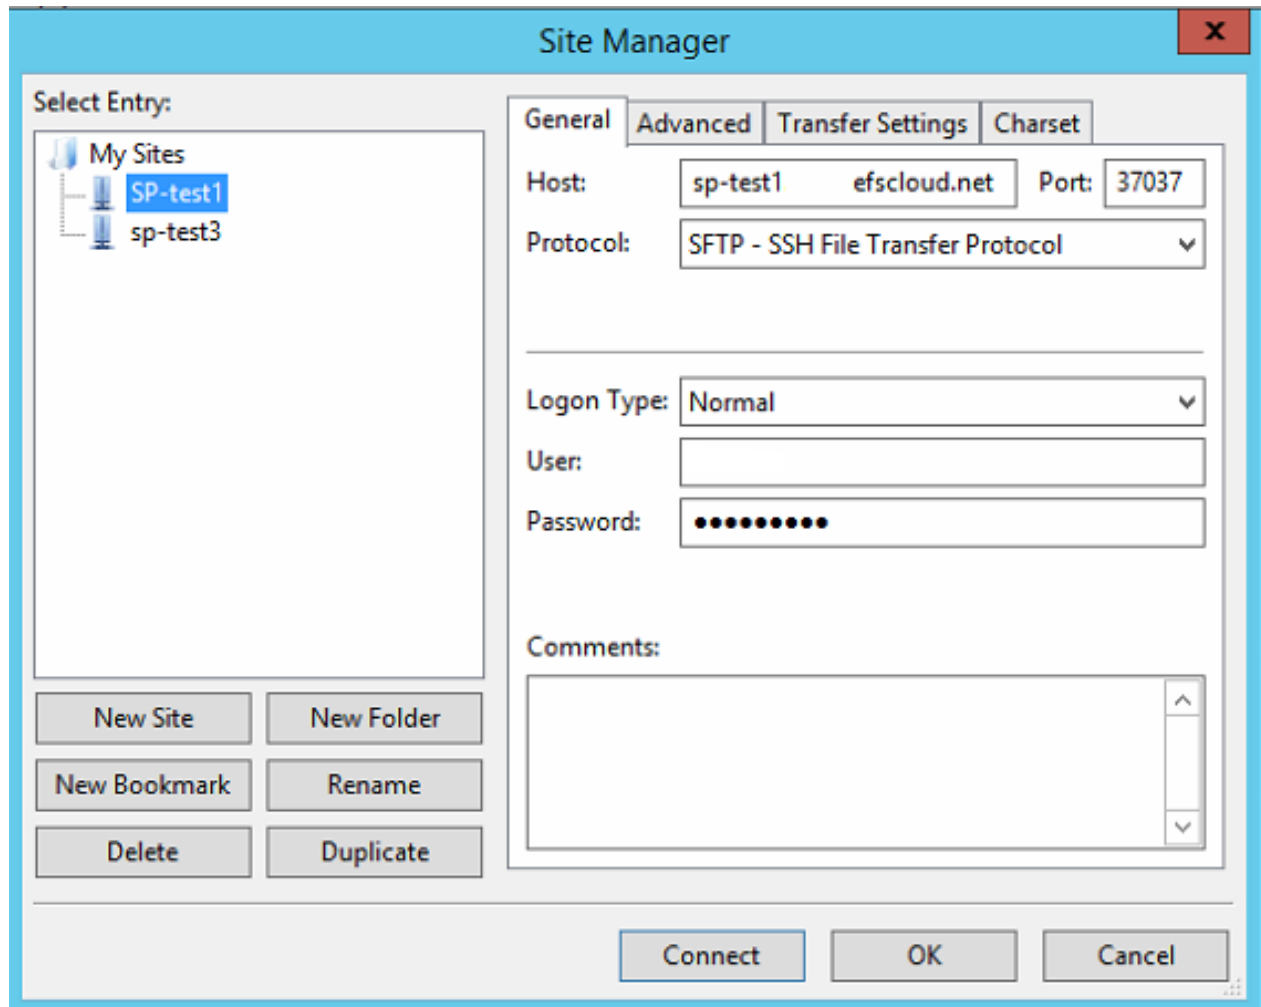 Site Manager
x
Select Entry:
My Sites
SP-test1
sp-test3
New Site New Folder
New Bookmark Rename
Delete Duplicate
General Advanced Transfer Settings Charset
Host: sp-test1 efscloud.net Port: 37037
Protocol: SFTP - SSH File Transfer Protocol
Logon Type: Normal
User:
Password: •••••••••
Comments:
Connect OK Cancel